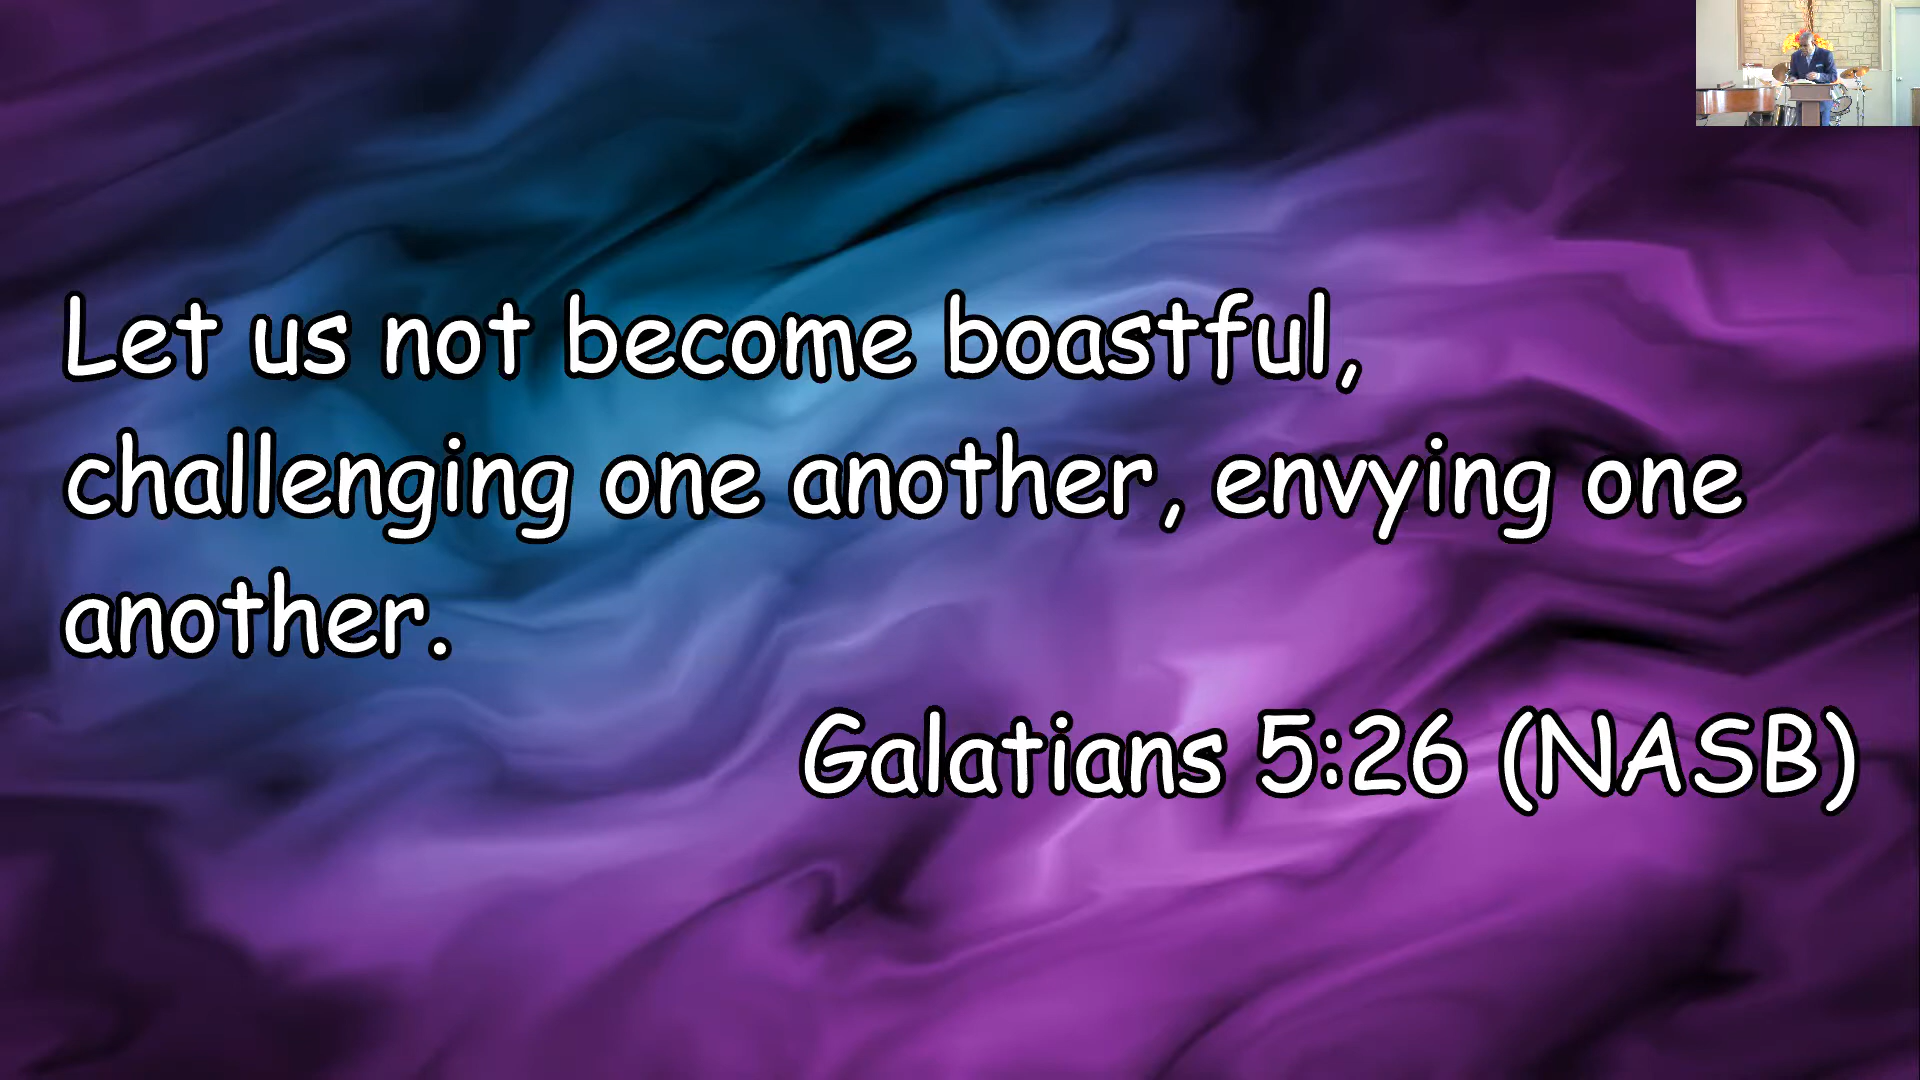 Let us not become boastful,
challenging one another, envying one
another.
Galatians 5:26 (NASB)